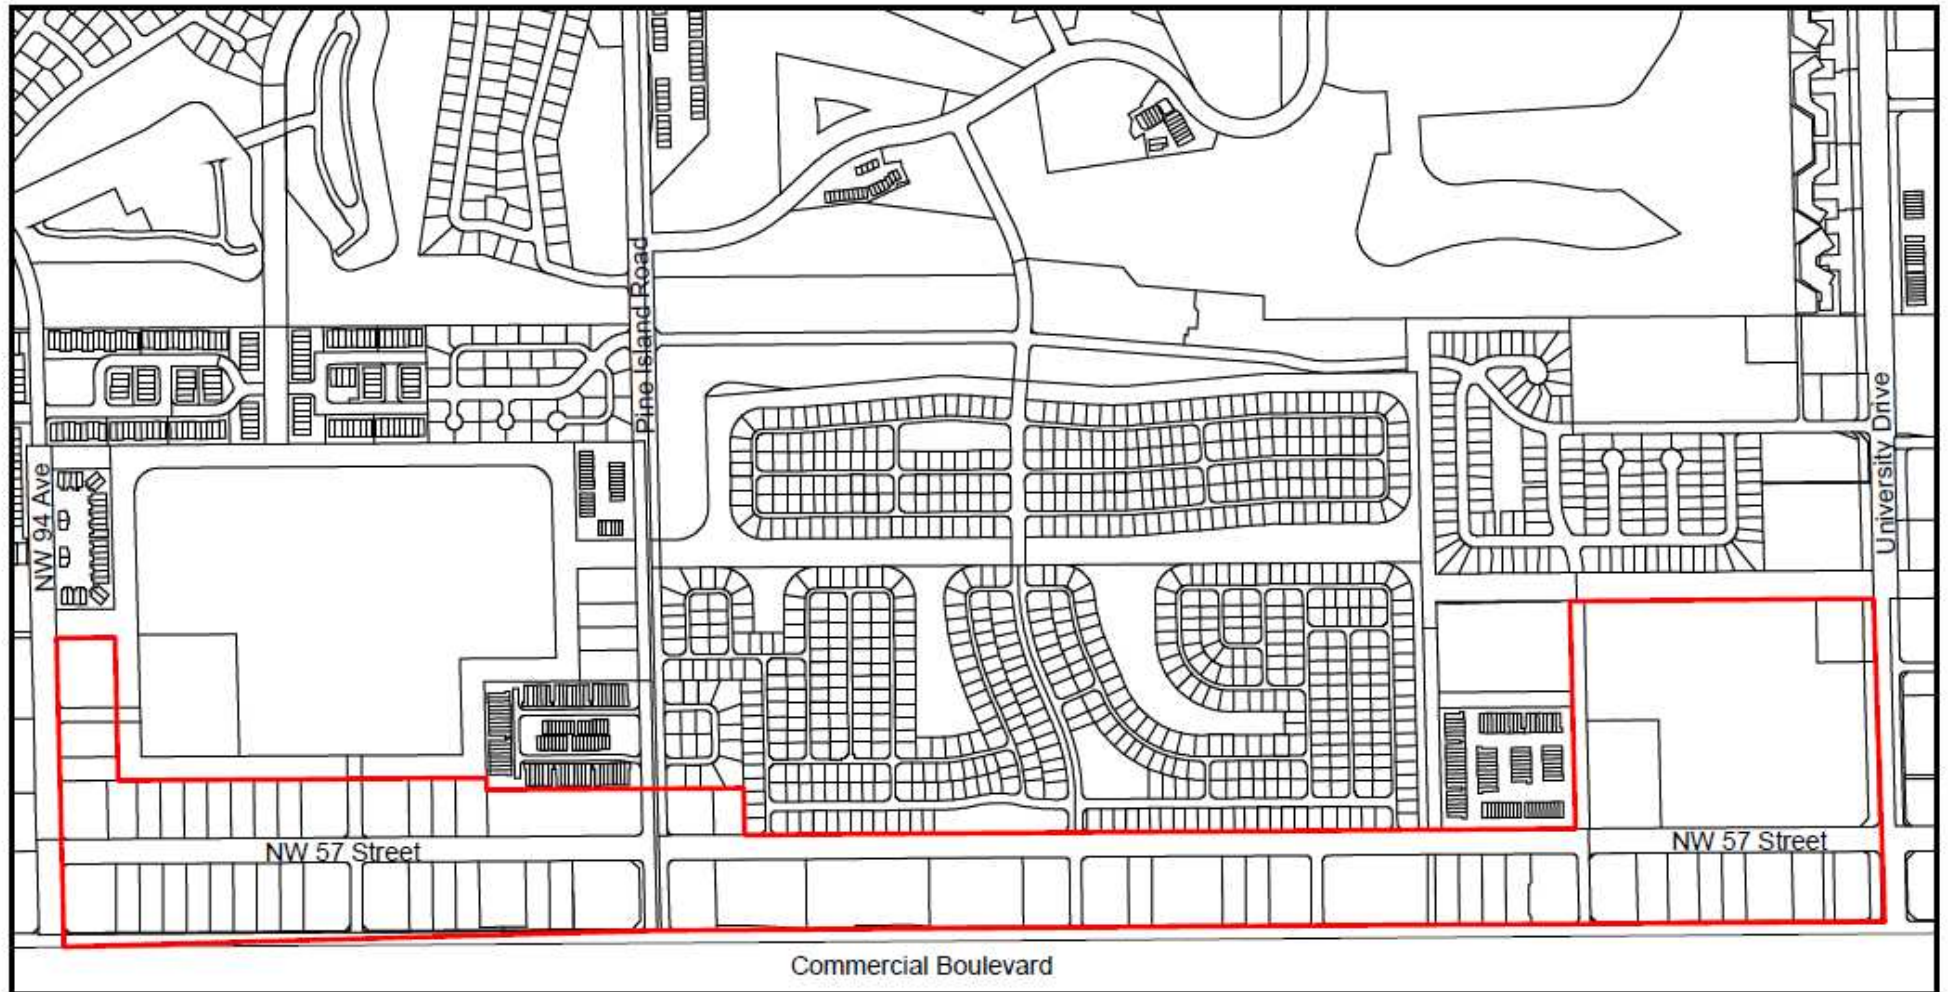 Pine Island Road
University Drive
NW 94 Ave
NW 57 Street
NW 57 Street
Commercial Boulevard